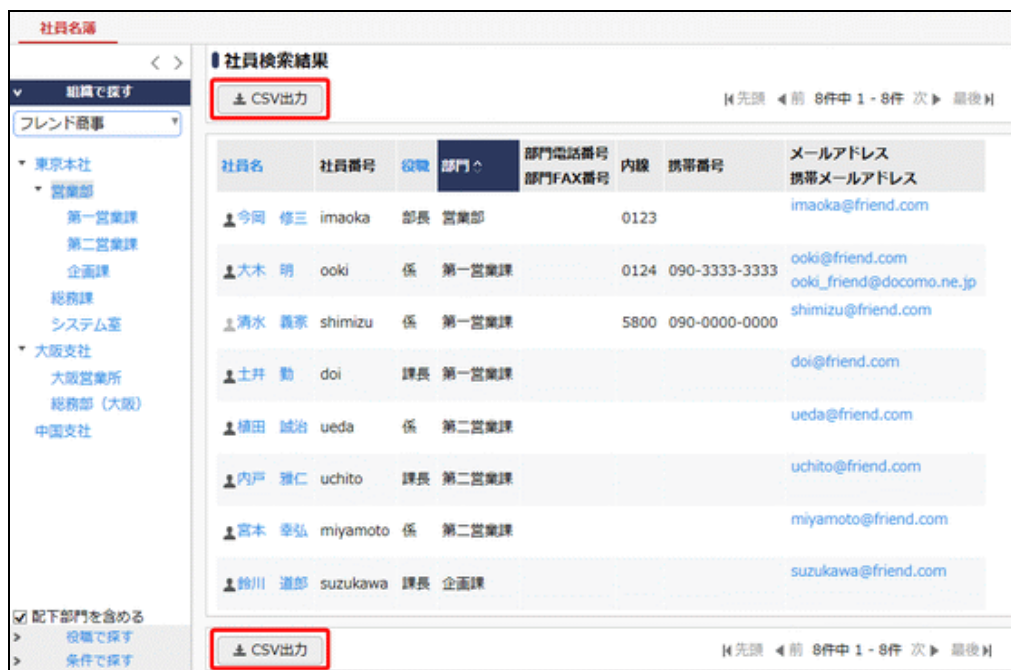 社員名簿
< >
組織で探す
フレンド商事
東京本社
営業部
第一営業課
第二営業課
企画課
総務課
システム室
大阪支社
大阪営業所
総務部（大阪）
中国支社
配下部門を含める
役職で探す
条件で探す
社員検索結果
CSV出力
先頭 前 8件中 1 - 8件 次 最後
社員名 社員番号 役職 部門 部門電話番号 部門FAX番号 内線 携帯番号 メールアドレス 携帯メールアドレス
今岡 修三 imaoka 部長 営業部 0123 imaoka@friend.com
大木 明 ooki 係 第一営業課 0124 090-3333-3333 ooki@friend.com
ooki_friend@docomo.ne.jp
清水 義家 shimizu 係 第一営業課 5800 090-0000-0000 shimizu@friend.com
土井 勤 doi 課長 第一営業課 doi@friend.com
植田 誠治 ueda 係 第二営業課 ueda@friend.com
内戸 雅仁 uchito 課長 第二営業課 uchito@friend.com
宮本 幸弘 miyamoto 係 第二営業課 miyamoto@friend.com
鈴川 道郎 suzukawa 課長 企画課 suzukawa@friend.com
CSV出力
先頭 前 8件中 1 - 8件 次 最後